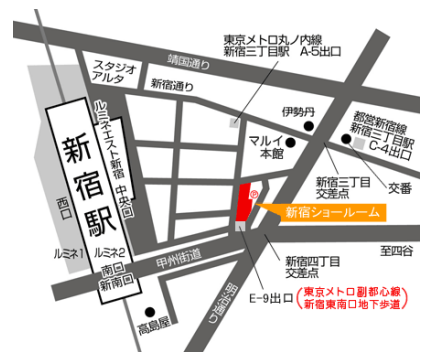 東京メトロ丸ノ内線
新宿三丁目駅 A-5出口
靖国通り
スタジオ
アルタ
新宿通り
伊勢丹
都営新宿線
新宿三丁目駅
C-4出口
マルイ
本館
ルミネエスト新宿
中央口
新宿駅
西口
新宿三丁目
交差点
交番
P
新宿ショールーム
ルミネ1
ルミネ2
南口
新南口
甲州街道
至四谷
新宿四丁目
交差点
明治通り
E-9出口
(東京メトロ副都心線
新宿東南口地下歩道)
高島屋